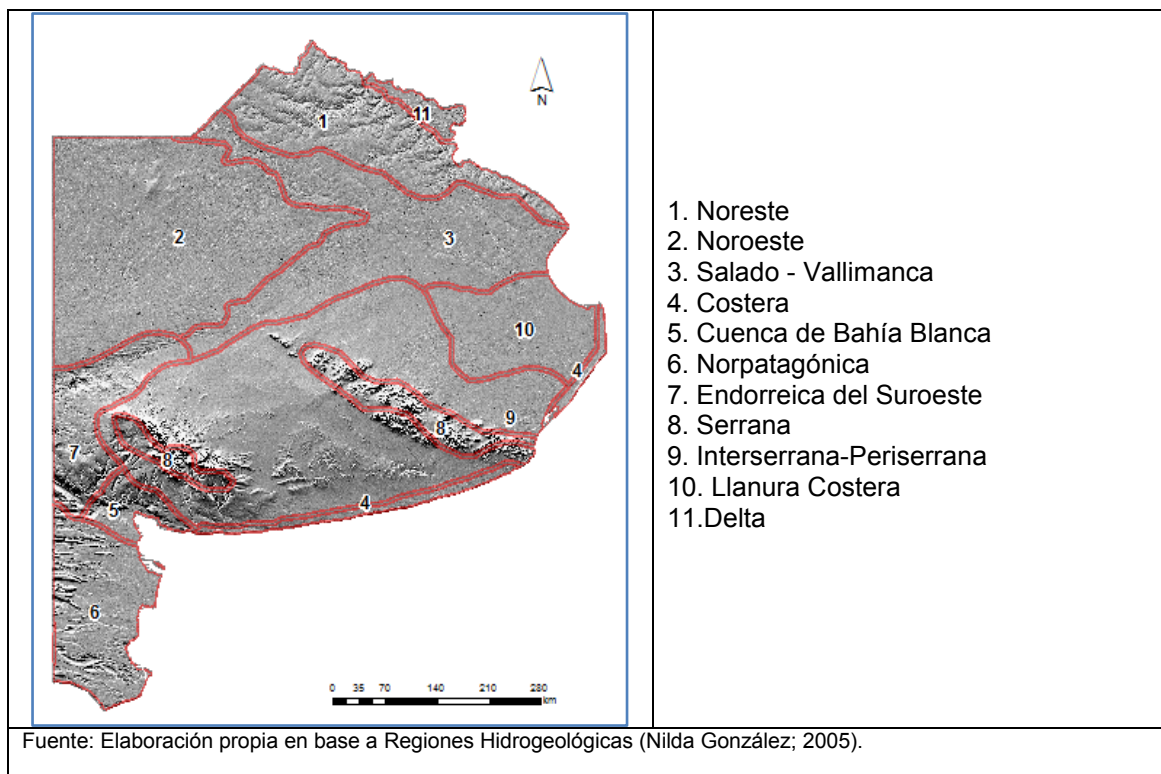 N
1
11
2
3
10
4
9
8
7
8
4
5
6
0 35 70 140 210 280
km
1. Noreste
2. Noroeste
3. Salado - Vallimanca
4. Costera
5. Cuenca de Bahía Blanca
6. Norpatagónica
7. Endorreica del Suroeste
8. Serrana
9. Interserrana-Periserrana
10. Llanura Costera
11.Delta
Fuente: Elaboración propia en base a Regiones Hidrogeológicas (Nilda González; 2005).